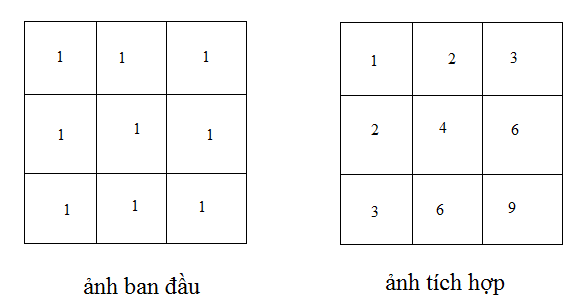 1 1 1
1 1 1
1 1 1
ảnh ban đầu
1 2 3
2 4 6
3 6 9
ảnh tích hợp